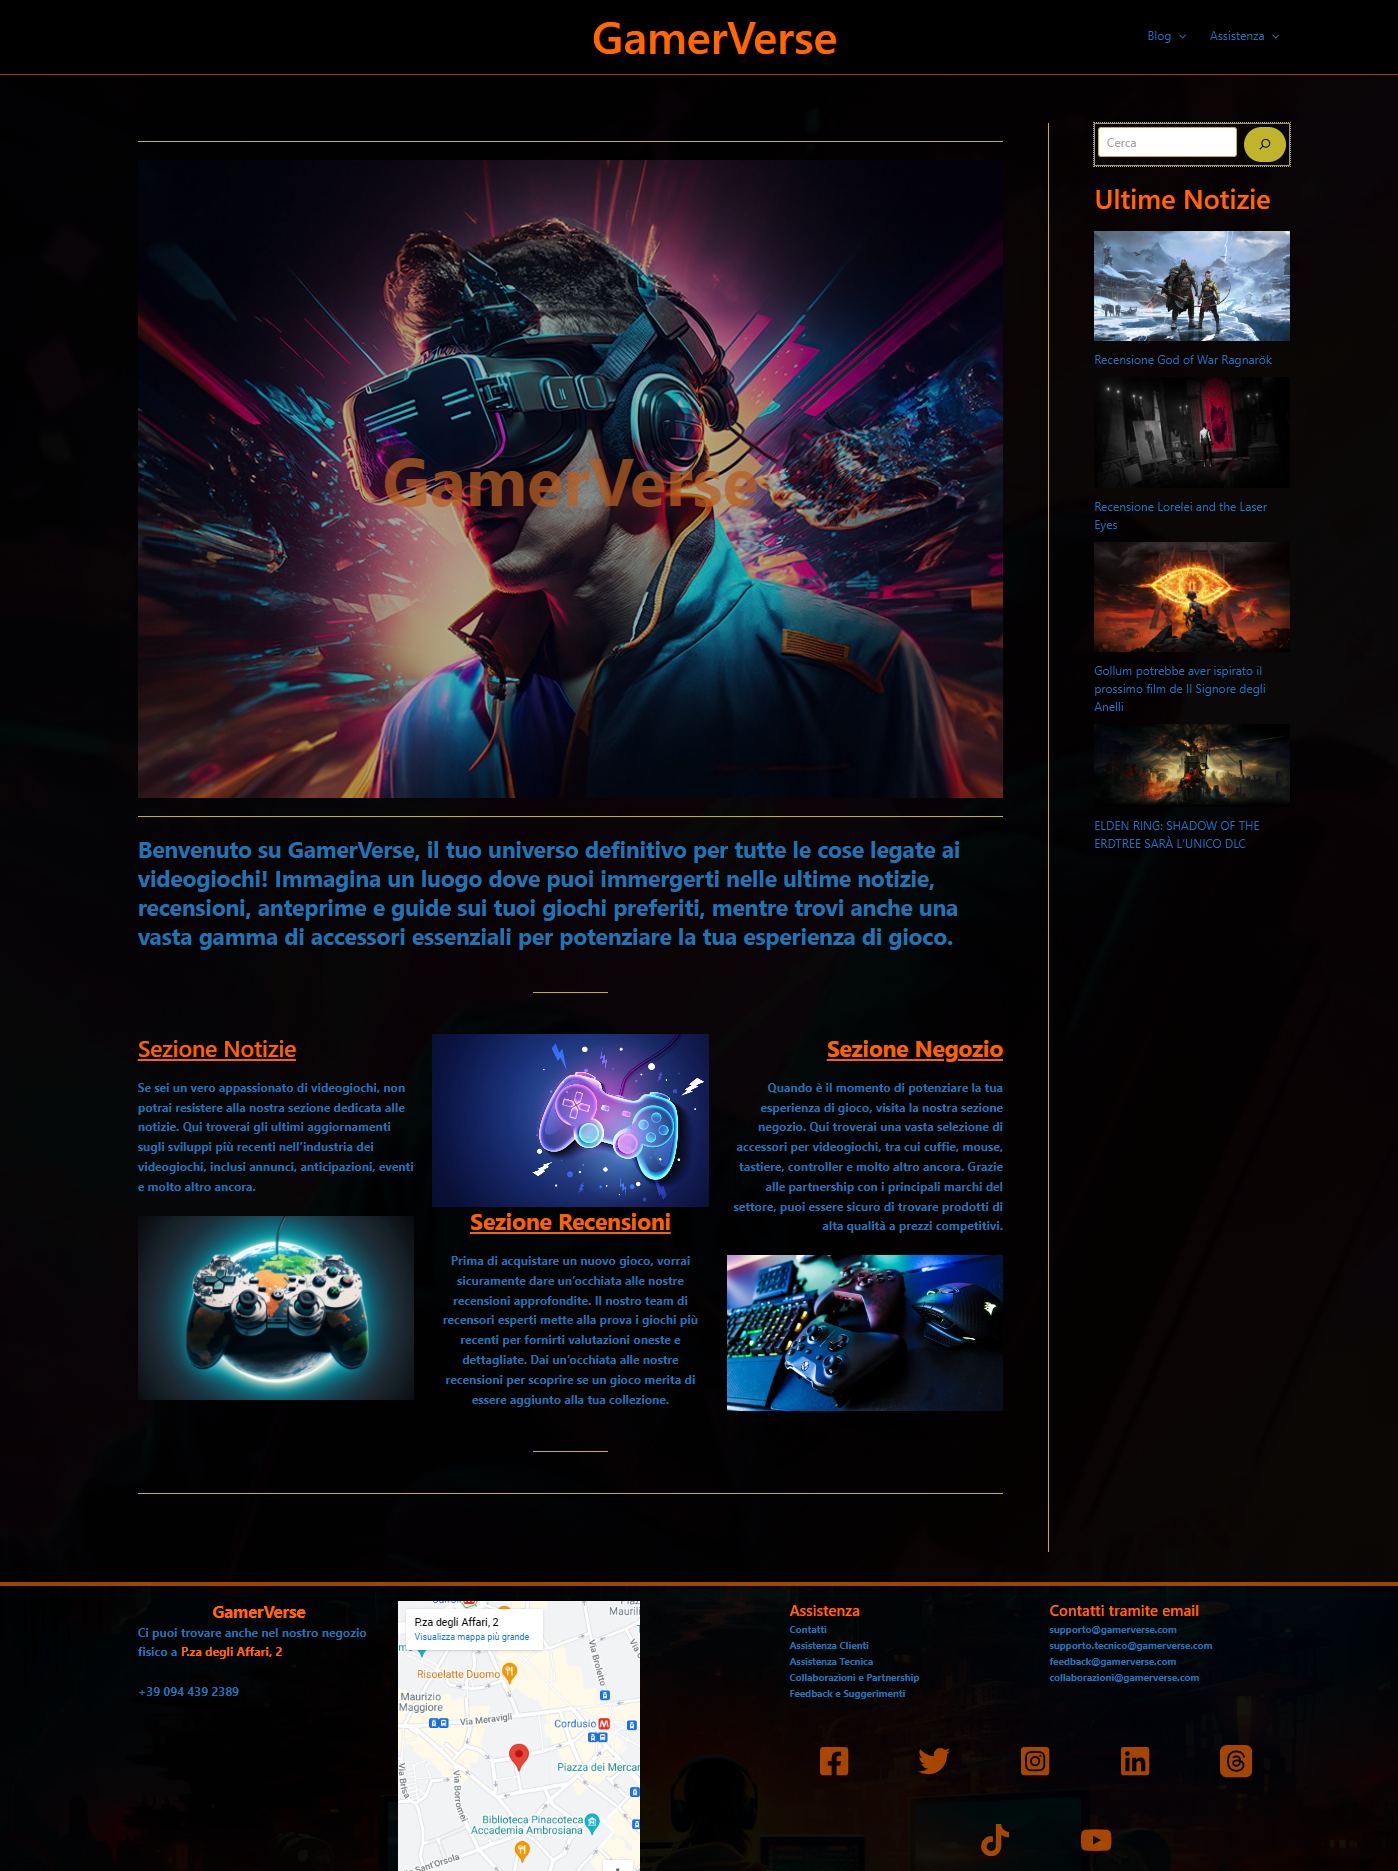 GamerVerse
Blog
Assistenza
GamerVerse
Benvenuto su GamerVerse, il tuo universo definitivo per tutte le cose legate ai
videogiochi! Immagina un luogo dove puoi immergerti nelle ultime notizie,
recensioni, anteprime e guide sui tuoi giochi preferiti, mentre trovi anche una
vasta gamma di accessori essenziali per potenziare la tua esperienza di gioco.
Sezione Notizie
Se sei un vero appassionato di videogiochi, non
potrai resistere alla nostra sezione dedicata alle
notizie. Qui troverai gli ultimi aggiornamenti
sugli sviluppi più recenti nell’industria dei
videogiochi, inclusi annunci, anticipazioni, eventi
e molto altro ancora.
Sezione Recensioni
Prima di acquistare un nuovo gioco, vorrai
sicuramente dare un’occhiata alle nostre
recensioni approfondite. Il nostro team di
recensori esperti mette alla prova i giochi più
recenti per fornirti valutazioni oneste e
dettagliate. Dai un’occhiata alle nostre
recensioni per scoprire se un gioco merita di
essere aggiunto alla tua collezione.
Sezione Negozio
Quando è il momento di potenziare la tua
esperienza di gioco, visita la nostra sezione
negozio. Qui troverai una vasta selezione di
accessori per videogiochi, tra cui cuffie, mouse,
tastiere, controller e molto altro ancora. Grazie
alle partnership con i principali marchi del
settore, puoi essere sicuro di trovare prodotti di
alta qualità a prezzi competitivi.
Cerca
Ultime Notizie
Recensione God of War Ragnarök
Recensione Lorelei and the Laser
Eyes
Gollum potrebbe aver ispirato il
prossimo film de Il Signore degli
Anelli
ELDEN RING: SHADOW OF THE
ERDTREE SARÀ L’UNICO DLC
GamerVerse
Ci puoi trovare anche nel nostro negozio
fisico a P.za degli Affari, 2
+39 094 439 2389
P.za degli Affari, 2
Visualizza mappa più grande
Maurili
Risoelatte Duomo
Via Broletto
Maurizio
Maggiore
Via Meravigli
Cordusio
Piazza dei Mercan
Via Brisa
Via Borromei
Biblioteca Pinacoteca
Accademia Ambrosiana
Sant'Orsola
Assistenza
Contatti
Assistenza Clienti
Assistenza Tecnica
Collaborazioni e Partnership
Feedback e Suggerimenti
Contatti tramite email
supporto@gamerverse.com
supporto.tecnico@gamerverse.com
feedback@gamerverse.com
collaborazioni@gamerverse.com